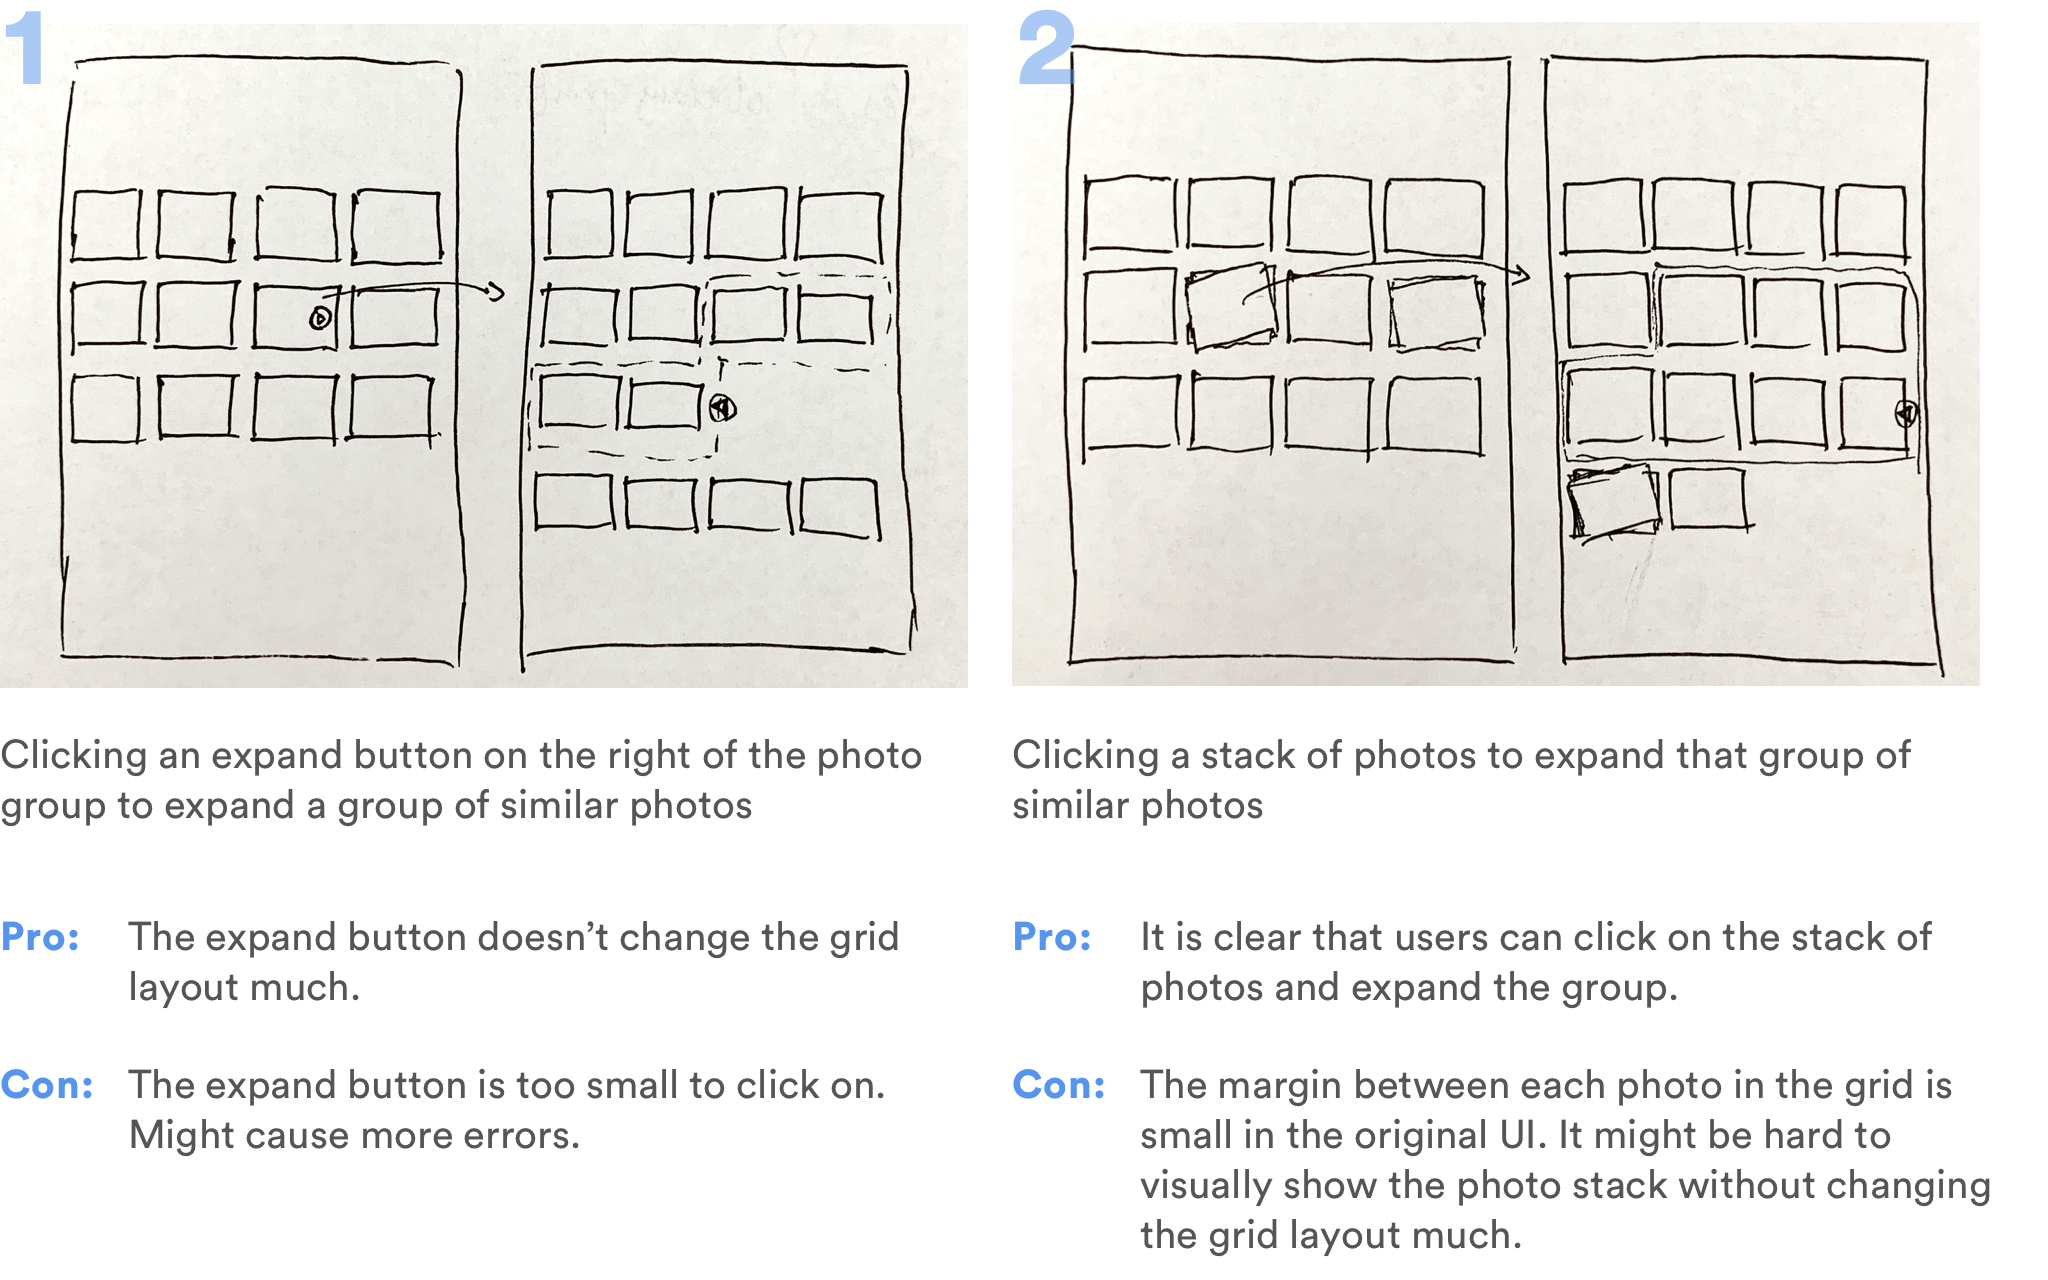 1
Clicking an expand button on the right of the photo
group to expand a group of similar photos
Pro: The expand button doesn’t change the grid
layout much.
Con: The expand button is too small to click on.
Might cause more errors.
2
Clicking a stack of photos to expand that group of
similar photos
Pro: It is clear that users can click on the stack of
photos and expand the group.
Con: The margin between each photo in the grid is
small in the original UI. It might be hard to
visually show the photo stack without changing
the grid layout much.